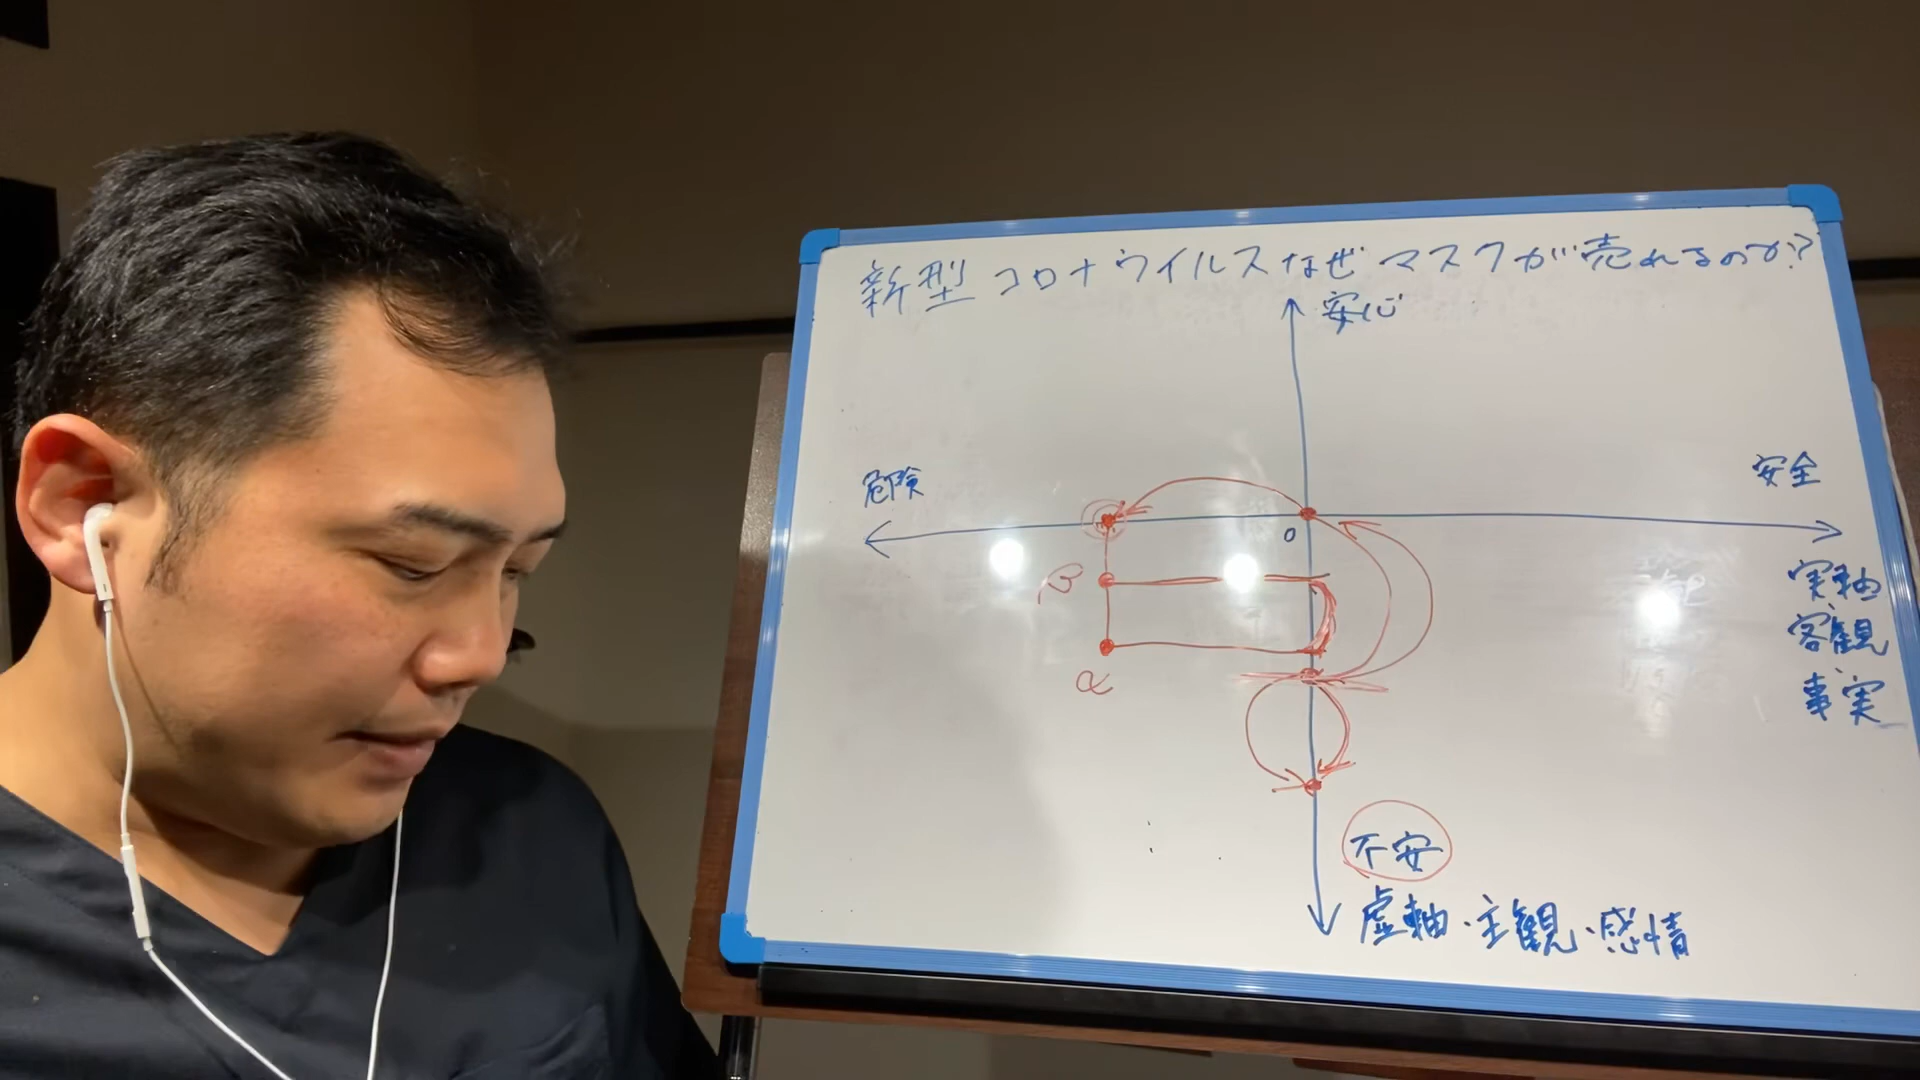 新型コロナウイルスなぜマスクが売れるのか?
安心
危険
安全
0
β
α
実軸、
客観、
事実
不安
虚軸・主観・感情